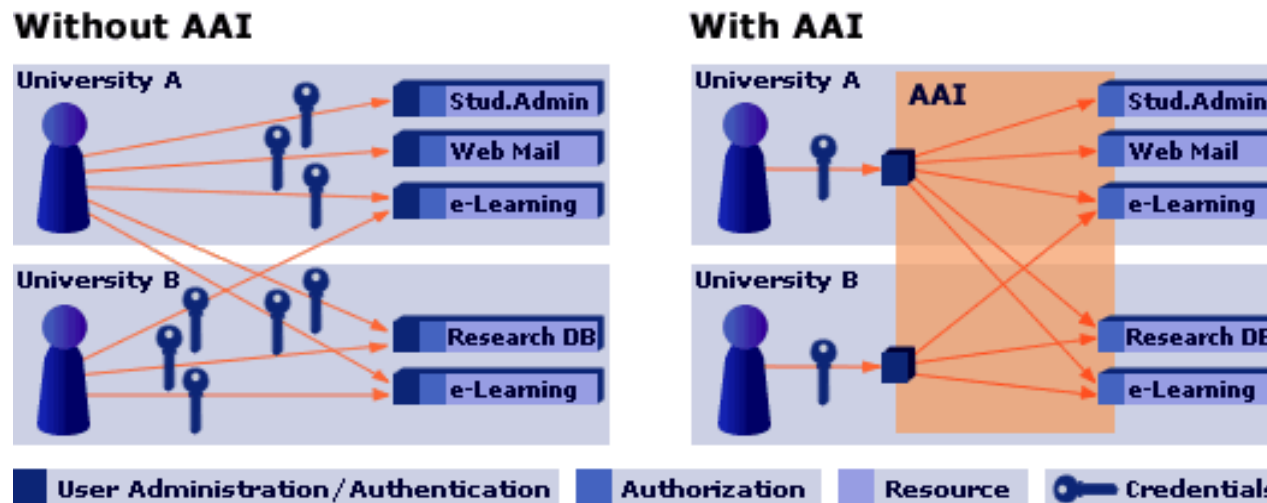 Without AAI
University A
Stud.Admin
Web Mail
e-Learning
University B
Research DB
e-Learning
With AAI
University A
AAI
Stud.Admin
Web Mail
e-Learning
University B
Research DB
e-Learning
User Administration/Authentication
Authorization
Resource
Credentials